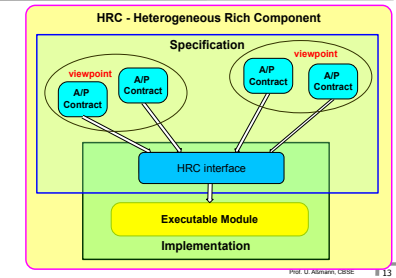 HRC - Heterogeneous Rich Component
Specification
viewpoint
A/P
Contract
A/P
Contract
viewpoint
A/P
Contract
A/P
Contract
HRC interface
Executable Module
Implementation
Prof. U. Aßmann, CBSE
13